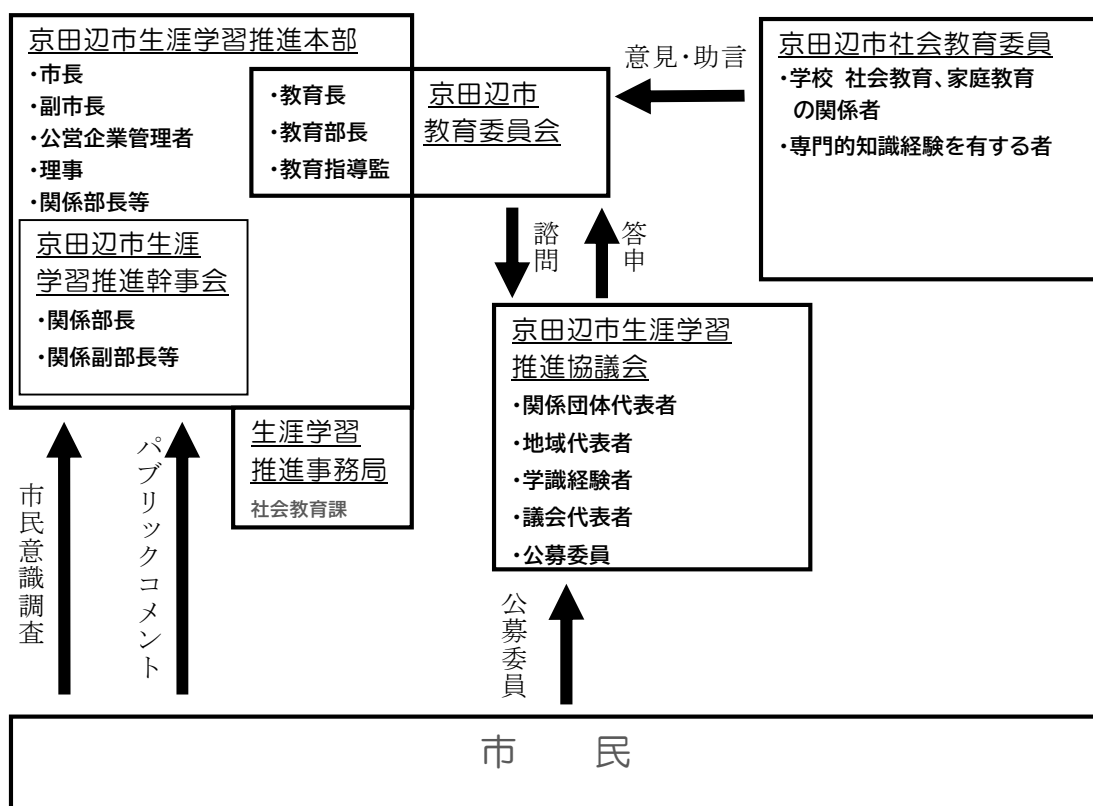 京田辺市生涯学習推進本部
・市長
・副市長
・公営企業管理者
・理事
・関係部長等
京田辺市生涯
学習推進幹事会
・関係部長
・関係副部長等
・教育長
・教育部長
・教育指導監
京田辺市
教育委員会
意見・助言
京田辺市社会教育委員
・学校 社会教育、家庭教育
の関係者
・専門的知識経験を有する者
諮問
答申
京田辺市生涯学習
推進協議会
・関係団体代表者
・地域代表者
・学識経験者
・議会代表者
・公募委員
生涯学習
推進事務局
社会教育課
市民意識調査
パブリックコメント
公募委員
市 民